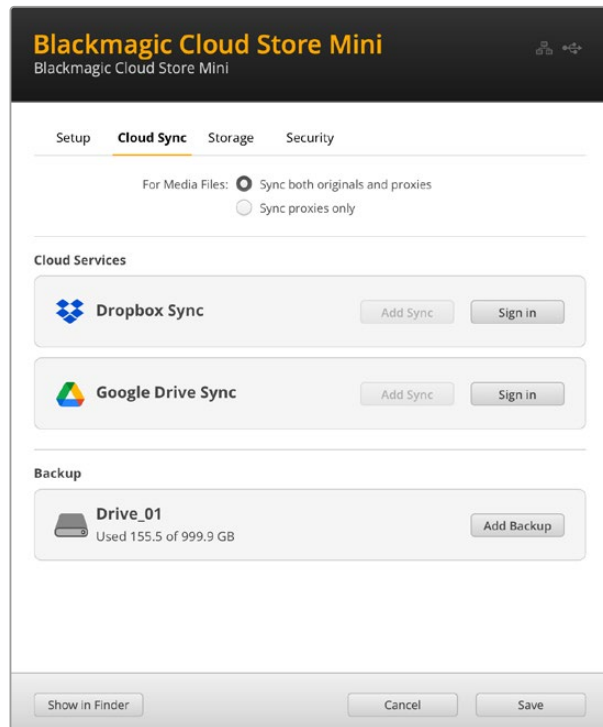 Blackmagic Cloud Store Mini
Blackmagic Cloud Store Mini
Setup Cloud Sync Storage Security
For Media Files: Sync both originals and proxies
Sync proxies only
Cloud Services
Dropbox Sync Add Sync Sign in
Google Drive Sync Add Sync Sign in
Backup
Drive_01
Used 155.5 of 999.9 GB
Add Backup
Show in Finder Cancel Save